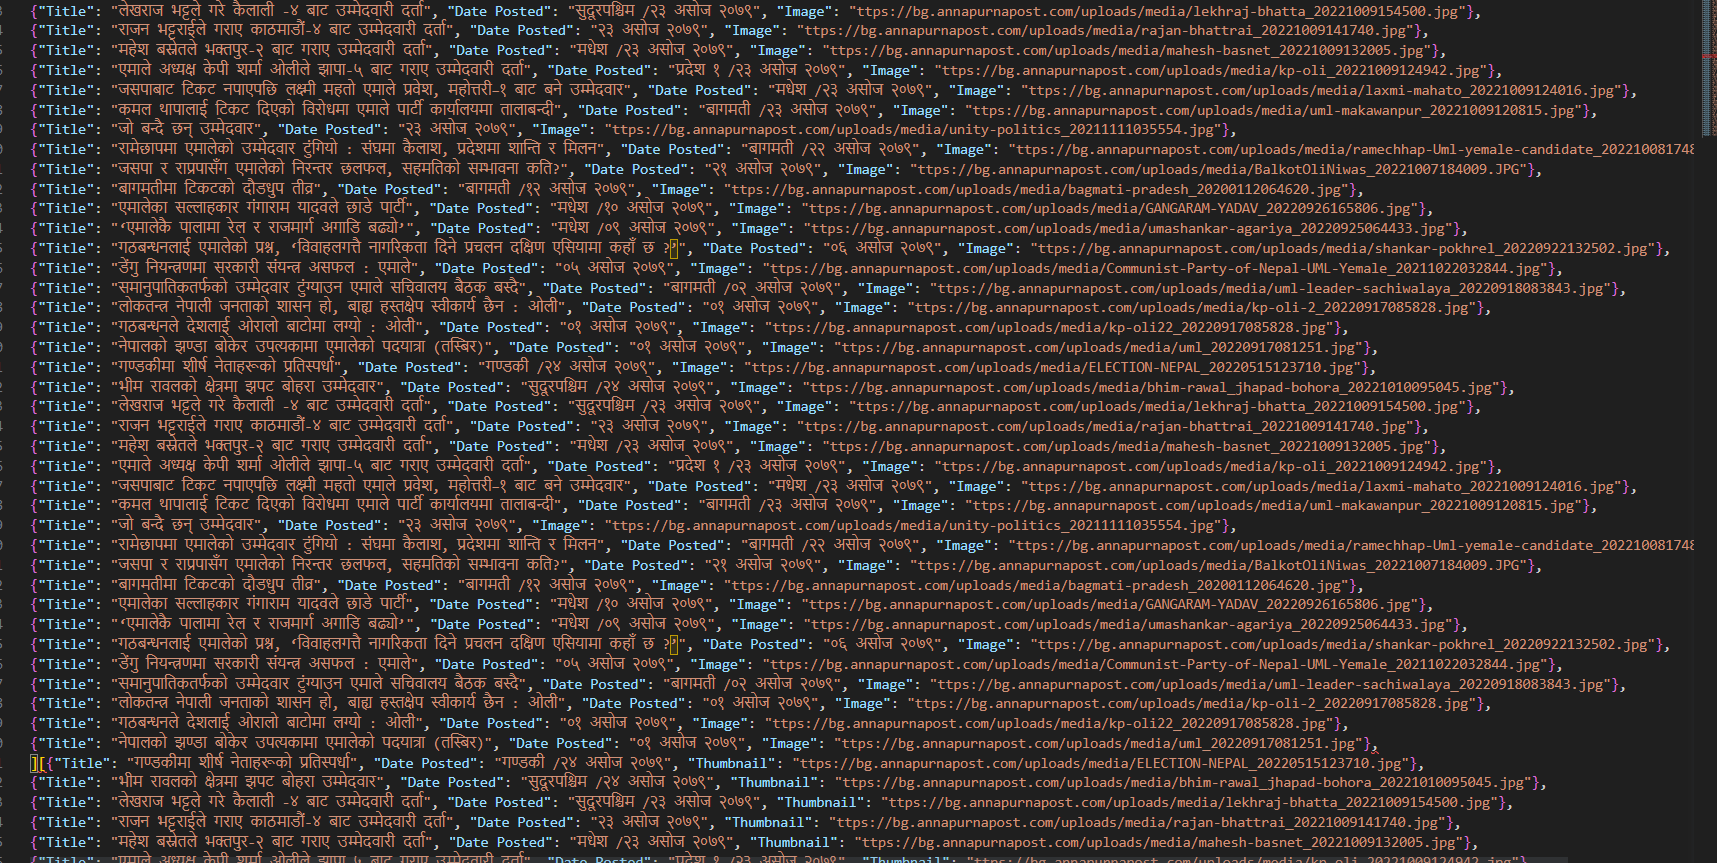 {"Title": "लेखराज भट्टले गरे कैलाली -४ बाट उम्मेदवारी दर्ता", "Date Posted": "सुदूरपश्चिम /२३ असोज २०७९", "Image": "ttps://bg.annapurnapost.com/uploads/media/lekhraj-bhatta_20221009154500.jpg"},
{"Title": "राजन भट्टराईले गराए काठमाडौं-४ बाट उम्मेदवारी दर्ता", "Date Posted": "२३ असोज २०७९", "Image": "ttps://bg.annapurnapost.com/uploads/media/rajan-bhattrai_20221009141740.jpg"},
{"Title": "महेश बस्नेतले भक्तपुर-२ बाट गराए उम्मेदवारी दर्ता", "Date Posted": "मधेश /२३ असोज २०७९", "Image": "ttps://bg.annapurnapost.com/uploads/media/mahesh-basnet_20221009132005.jpg"},
{"Title": "एमाले अध्यक्ष केपी शर्मा ओलीले झापा-५ बाट गराए उम्मेदवारी दर्ता", "Date Posted": "प्रदेश १ /२३ असोज २०७९", "Image": "ttps://bg.annapurnapost.com/uploads/media/kp-oli_20221009124942.jpg"},
{"Title": "जसपाबाट टिकट नपाएपछि लक्ष्मी महतो एमाले प्रवेश, महोत्तरी–१ बाट बने उम्मेदवार", "Date Posted": "मधेश /२३ असोज २०७९", "Image": "ttps://bg.annapurnapost.com/uploads/media/laxmi-mahato_20221009124016.jpg"},
{"Title": "कमल थापालाई टिकट दिएको विरोधमा एमाले पार्टी कार्यालयमा तालाबन्दी", "Date Posted": "बागमती /२३ असोज २०७९", "Image": "ttps://bg.annapurnapost.com/uploads/media/uml-makawanpur_20221009120815.jpg"},
{"Title": "जो बन्दै छन् उम्मेदवार", "Date Posted": "२३ असोज २०७९", "Image": "ttps://bg.annapurnapost.com/uploads/media/unity-politics_20211111035554.jpg"},
{"Title": "रामेछापमा एमालेको उम्मेदवार टुंगियो : संघमा कैलाश, प्रदेशमा शान्ति र मिलन", "Date Posted": "बागमती /२२ असोज २०७९", "Image": "ttps://bg.annapurnapost.com/uploads/media/ramechhap-Uml-yemale-candidate_202210081748
{"Title": "जसपा र राप्रपासँग एमालेको निरन्तर छलफल, सहमतिको सम्भावना कति?", "Date Posted": "२१ असोज २०७९", "Image": "ttps://bg.annapurnapost.com/uploads/media/BalkotOliNiwas_20221007184009.JPG"},
{"Title": "बागमतीमा टिकटको दौडधुप तीव्र", "Date Posted": "बागमती /१२ असोज २०७९", "Image": "ttps://bg.annapurnapost.com/uploads/media/bagmati-pradesh_20200112064620.jpg"},
{"Title": "एमालेका सल्लाहकार गंगाराम यादवले छाडे पार्टी", "Date Posted": "मधेश /१० असोज २०७९", "Image": "ttps://bg.annapurnapost.com/uploads/media/GANGARAM-YADAV_20220926165806.jpg"},
{"Title": "‘एमालेकै पालामा रेल र राजमार्ग अगाडि बढ्यो’", "Date Posted": "मधेश /०९ असोज २०७९", "Image": "ttps://bg.annapurnapost.com/uploads/media/umashankar-agariya_20220925064433.jpg"},
{"Title": "गठबन्धनलाई एमालेको प्रश्न, ‘विवाहलगत्तै नागरिकता दिने प्रचलन दक्षिण एसियामा कहाँ छ ?’", "Date Posted": "०६ असोज २०७९", "Image": "ttps://bg.annapurnapost.com/uploads/media/shankar-pokhrel_20220922132502.jpg"},
{"Title": "डेंगु नियन्त्रणमा सरकारी संयन्त्र असफल : एमाले", "Date Posted": "०५ असोज २०७९", "Image": "ttps://bg.annapurnapost.com/uploads/media/Communist-Party-of-Nepal-UML-Yemale_20211022032844.jpg"},
{"Title": "समानुपातिकतर्फको उम्मेदवार टुंग्याउन एमाले सचिवालय बैठक बस्दै", "Date Posted": "बागमती /०२ असोज २०७९", "Image": "ttps://bg.annapurnapost.com/uploads/media/uml-leader-sachiwalaya_20220918083843.jpg"},
{"Title": "लोकतन्त्र नेपाली जनताको शासन हो, बाह्य हस्तक्षेप स्वीकार्य छैन : ओली", "Date Posted": "०१ असोज २०७९", "Image": "ttps://bg.annapurnapost.com/uploads/media/kp-oli-2_20220917085828.jpg"},
{"Title": "गठबन्धनले देशलाई ओरालो बाटोमा लग्यो : ओली", "Date Posted": "०१ असोज २०७९", "Image": "ttps://bg.annapurnapost.com/uploads/media/kp-oli22_20220917085828.jpg"},
{"Title": "नेपालको झण्डा बोकेर उपत्यकामा एमालेको पदयात्रा (तस्बिर)", "Date Posted": "०१ असोज २०७९", "Image": "ttps://bg.annapurnapost.com/uploads/media/uml_20220917081251.jpg"},
{"Title": "गण्डकीमा शीर्ष नेताहरूको प्रतिस्पर्धा", "Date Posted": "गण्डकी /२४ असोज २०७९", "Image": "ttps://bg.annapurnapost.com/uploads/media/ELECTION-NEPAL_20220515123710.jpg"},
{"Title": "भीम रावलको क्षेत्रमा झपट बोहरा उम्मेदवार", "Date Posted": "सुदूरपश्चिम /२४ असोज २०७९", "Image": "ttps://bg.annapurnapost.com/uploads/media/bhim-rawal_jhapad-bohora_20221010095045.jpg"},
{"Title": "लेखराज भट्टले गरे कैलाली -४ बाट उम्मेदवारी दर्ता", "Date Posted": "सुदूरपश्चिम /२३ असोज २०७९", "Image": "ttps://bg.annapurnapost.com/uploads/media/lekhraj-bhatta_20221009154500.jpg"},
{"Title": "राजन भट्टराईले गराए काठमाडौं-४ बाट उम्मेदवारी दर्ता", "Date Posted": "२३ असोज २०७९", "Image": "ttps://bg.annapurnapost.com/uploads/media/rajan-bhattrai_20221009141740.jpg"},
{"Title": "महेश बस्नेतले भक्तपुर-२ बाट गराए उम्मेदवारी दर्ता", "Date Posted": "मधेश /२३ असोज २०७९", "Image": "ttps://bg.annapurnapost.com/uploads/media/mahesh-basnet_20221009132005.jpg"},
{"Title": "एमाले अध्यक्ष केपी शर्मा ओलीले झापा-५ बाट गराए उम्मेदवारी दर्ता", "Date Posted": "प्रदेश १ /२३ असोज २०७९", "Image": "ttps://bg.annapurnapost.com/uploads/media/kp-oli_20221009124942.jpg"},
{"Title": "जसपाबाट टिकट नपाएपछि लक्ष्मी महतो एमाले प्रवेश, महोत्तरी–१ बाट बने उम्मेदवार", "Date Posted": "मधेश /२३ असोज २०७९", "Image": "ttps://bg.annapurnapost.com/uploads/media/laxmi-mahato_20221009124016.jpg"},
{"Title": "कमल थापालाई टिकट दिएको विरोधमा एमाले पार्टी कार्यालयमा तालाबन्दी", "Date Posted": "बागमती /२३ असोज २०७९", "Image": "ttps://bg.annapurnapost.com/uploads/media/uml-makawanpur_20221009120815.jpg"},
{"Title": "जो बन्दै छन् उम्मेदवार", "Date Posted": "२३ असोज २०७९", "Image": "ttps://bg.annapurnapost.com/uploads/media/unity-politics_20211111035554.jpg"},
{"Title": "रामेछापमा एमालेको उम्मेदवार टुंगियो : संघमा कैलाश, प्रदेशमा शान्ति र मिलन", "Date Posted": "बागमती /२२ असोज २०७९", "Image": "ttps://bg.annapurnapost.com/uploads/media/ramechhap-Uml-yemale-candidate_202210081748
{"Title": "जसपा र राप्रपासँग एमालेको निरन्तर छलफल, सहमतिको सम्भावना कति?", "Date Posted": "२१ असोज २०७९", "Image": "ttps://bg.annapurnapost.com/uploads/media/BalkotOliNiwas_20221007184009.JPG"},
{"Title": "बागमतीमा टिकटको दौडधुप तीव्र", "Date Posted": "बागमती /१२ असोज २०७९", "Image": "ttps://bg.annapurnapost.com/uploads/media/bagmati-pradesh_20200112064620.jpg"},
{"Title": "एमालेका सल्लाहकार गंगाराम यादवले छाडे पार्टी", "Date Posted": "मधेश /१० असोज २०७९", "Image": "ttps://bg.annapurnapost.com/uploads/media/GANGARAM-YADAV_20220926165806.jpg"},
{"Title": "‘एमालेकै पालामा रेल र राजमार्ग अगाडि बढ्यो’", "Date Posted": "मधेश /०९ असोज २०७९", "Image": "ttps://bg.annapurnapost.com/uploads/media/umashankar-agariya_20220925064433.jpg"},
{"Title": "गठबन्धनलाई एमालेको प्रश्न, ‘विवाहलगत्तै नागरिकता दिने प्रचलन दक्षिण एसियामा कहाँ छ ?’", "Date Posted": "०६ असोज २०७९", "Image": "ttps://bg.annapurnapost.com/uploads/media/shankar-pokhrel_20220922132502.jpg"},
{"Title": "डेंगु नियन्त्रणमा सरकारी संयन्त्र असफल : एमाले", "Date Posted": "०५ असोज २०७९", "Image": "ttps://bg.annapurnapost.com/uploads/media/Communist-Party-of-Nepal-UML-Yemale_20211022032844.jpg"},
{"Title": "समानुपातिकतर्फको उम्मेदवार टुंग्याउन एमाले सचिवालय बैठक बस्दै", "Date Posted": "बागमती /०२ असोज २०७९", "Image": "ttps://bg.annapurnapost.com/uploads/media/uml-leader-sachiwalaya_20220918083843.jpg"},
{"Title": "लोकतन्त्र नेपाली जनताको शासन हो, बाह्य हस्तक्षेप स्वीकार्य छैन : ओली", "Date Posted": "०१ असोज २०७९", "Image": "ttps://bg.annapurnapost.com/uploads/media/kp-oli-2_20220917085828.jpg"},
{"Title": "गठबन्धनले देशलाई ओरालो बाटोमा लग्यो : ओली", "Date Posted": "०१ असोज २०७९", "Image": "ttps://bg.annapurnapost.com/uploads/media/kp-oli22_20220917085828.jpg"},
{"Title": "नेपालको झण्डा बोकेर उपत्यकामा एमालेको पदयात्रा (तस्बिर)", "Date Posted": "०१ असोज २०७९", "Image": "ttps://bg.annapurnapost.com/uploads/media/uml_20220917081251.jpg"},
][{"Title": "गण्डकीमा शीर्ष नेताहरूको प्रतिस्पर्धा", "Date Posted": "गण्डकी /२४ असोज २०७९", "Thumbnail": "ttps://bg.annapurnapost.com/uploads/media/ELECTION-NEPAL_20220515123710.jpg"},
{"Title": "भीम रावलको क्षेत्रमा झपट बोहरा उम्मेदवार", "Date Posted": "सुदूरपश्चिम /२४ असोज २०७९", "Thumbnail": "ttps://bg.annapurnapost.com/uploads/media/bhim-rawal_jhapad-bohora_20221010095045.jpg"},
{"Title": "लेखराज भट्टले गरे कैलाली -४ बाट उम्मेदवारी दर्ता", "Date Posted": "सुदूरपश्चिम /२३ असोज २०७९", "Thumbnail": "ttps://bg.annapurnapost.com/uploads/media/lekhraj-bhatta_20221009154500.jpg"},
{"Title": "राजन भट्टराईले गराए काठमाडौं-४ बाट उम्मेदवारी दर्ता", "Date Posted": "२३ असोज २०७९", "Thumbnail": "ttps://bg.annapurnapost.com/uploads/media/rajan-bhattrai_20221009141740.jpg"},
{"Title": "महेश बस्नेतले भक्तपुर-२ बाट गराए उम्मेदवारी दर्ता", "Date Posted": "मधेश /२३ असोज २०७९", "Thumbnail": "ttps://bg.annapurnapost.com/uploads/media/mahesh-basnet_20221009132005.jpg"},
{"Title": "एमाले अध्यक्ष केपी शर्मा ओलीले झापा-५ बाट गराए उम्मेदवारी दर्ता", "Date Posted": "प्रदेश १ /२३ असोज २०७९", "Thumbnail": "ttps://bg.annapurnapost.com/uploads/media/kp-oli_20221009124942.jpg"},